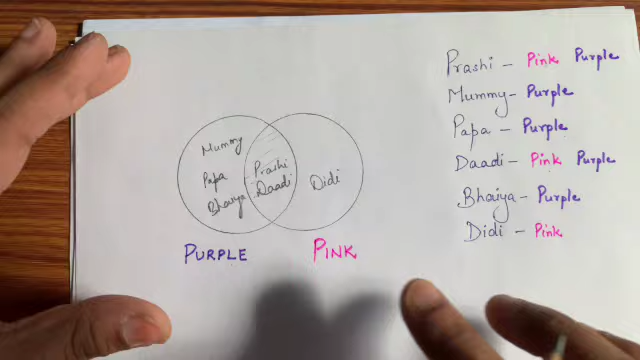 Mummy
Papa
Bhaiya
Prashi
Daadi
Didi
PURPLE
PINK
Prashi - Pink Purple
Mummy - Purple
Papa - Purple
Daadi - Pink Purple
Bhaiya - Purple
Didi - Pink